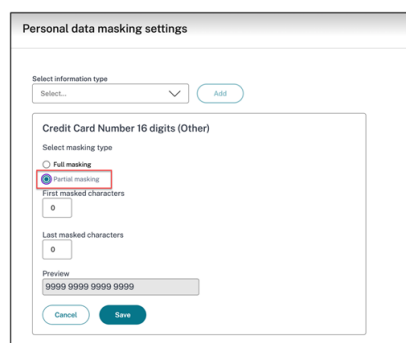 Personal data masking settings
Select information type
Select...
Add
Credit Card Number 16 digits (Other)
Select masking type
Full masking
Partial masking
First masked characters
0
Last masked characters
0
Preview
9999 9999 9999 9999
Cancel
Save